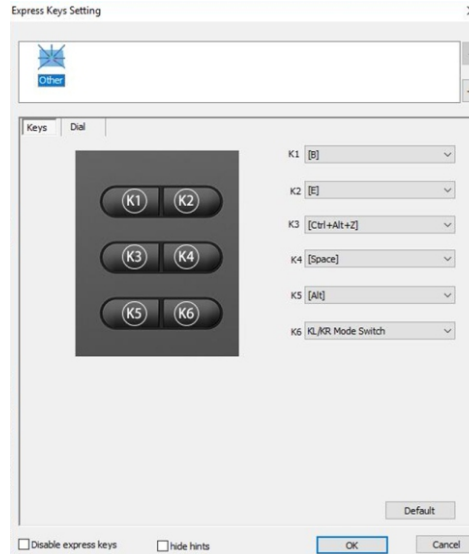 Express Keys Setting
Other
Keys Dial
K1 [B]
K1 K2
K2 [E]
K3 [Ctrl+Alt+Z]
K3 K4
K4 [Space]
K5 [Alt]
K5 K6
K6 KL/KR Mode Switch
Default
Disable express keys hide hints OK Cancel